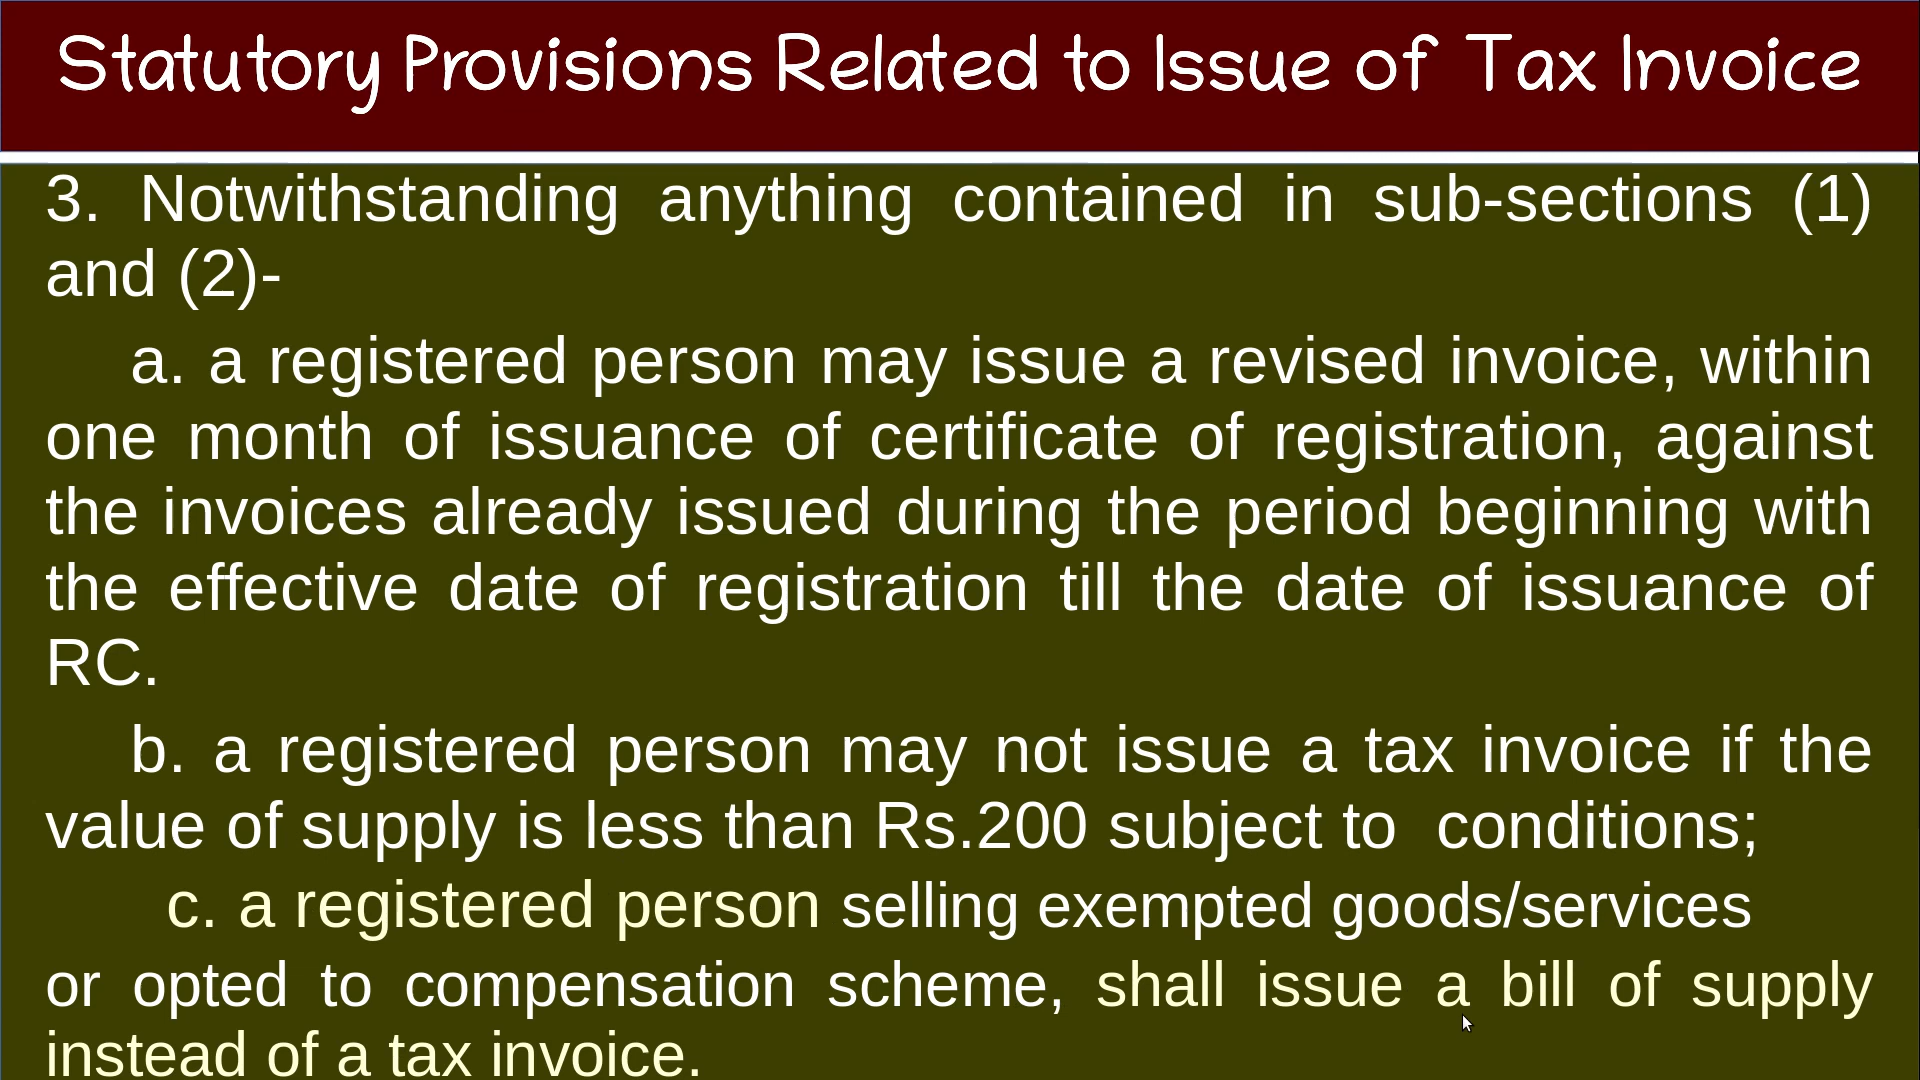 Statutory Provisions Related to Issue of Tax Invoice
3. Notwithstanding anything contained in sub-sections (1)
and (2)-
a. a registered person may issue a revised invoice, within
one month of issuance of certificate of registration, against
the invoices already issued during the period beginning with
the effective date of registration till the date of issuance of
RC.
b. a registered person may not issue a tax invoice if the
value of supply is less than Rs.200 subject to  conditions;
c. a registered person selling exempted goods/services
or opted to compensation scheme, shall issue a bill of supply
instead of a tax invoice.